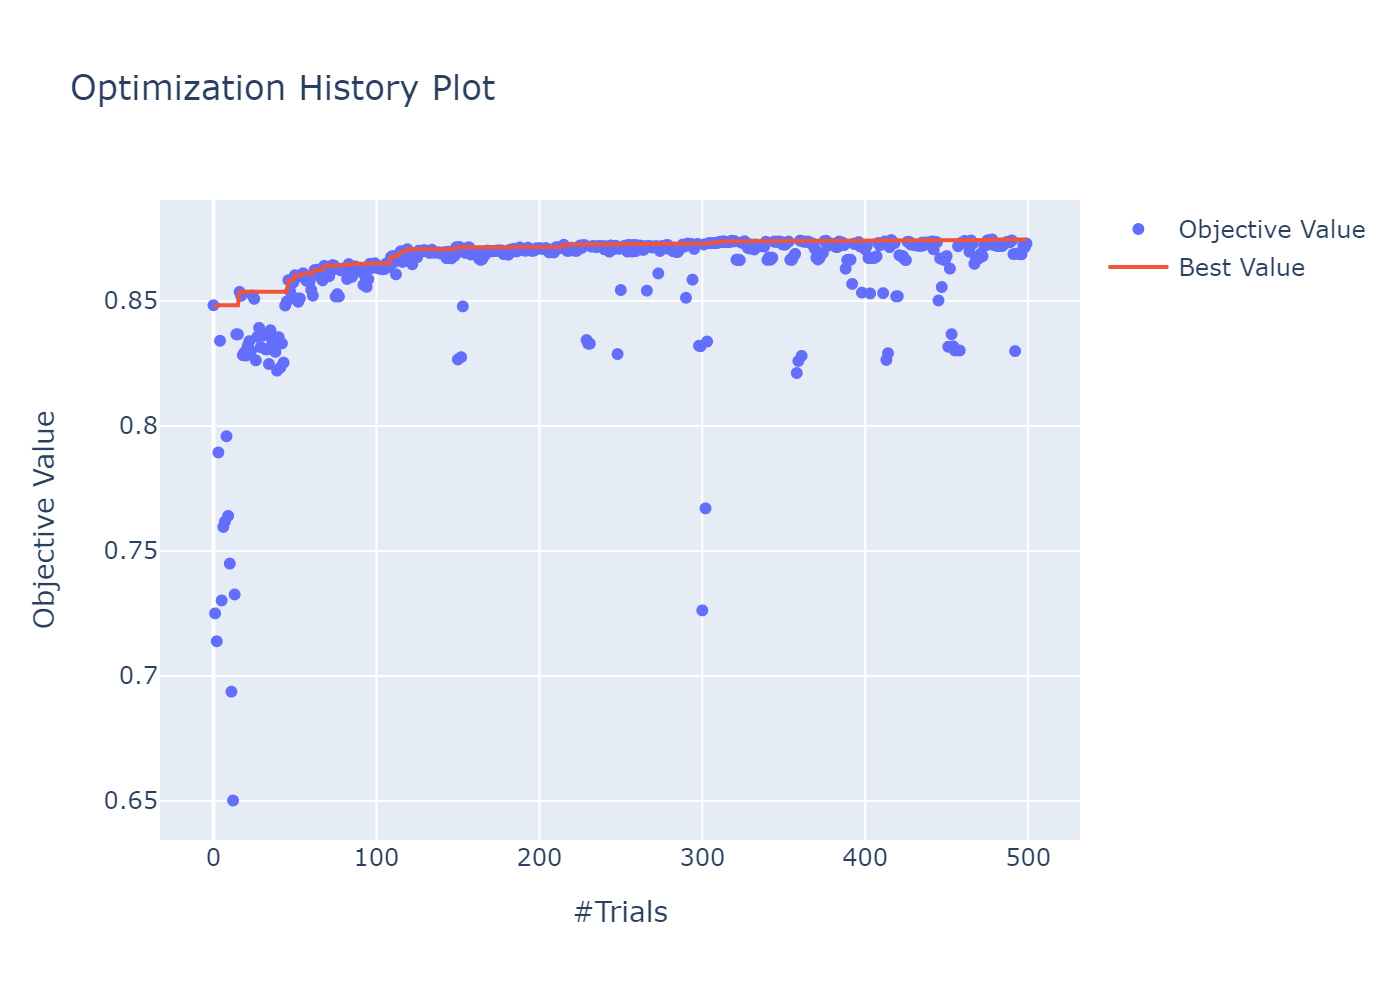 Optimization History Plot
Objective Value
Best Value
0.85
0.8
0.75
0.7
0.65
Objective Value
0 100 200 300 400 500
#Trials